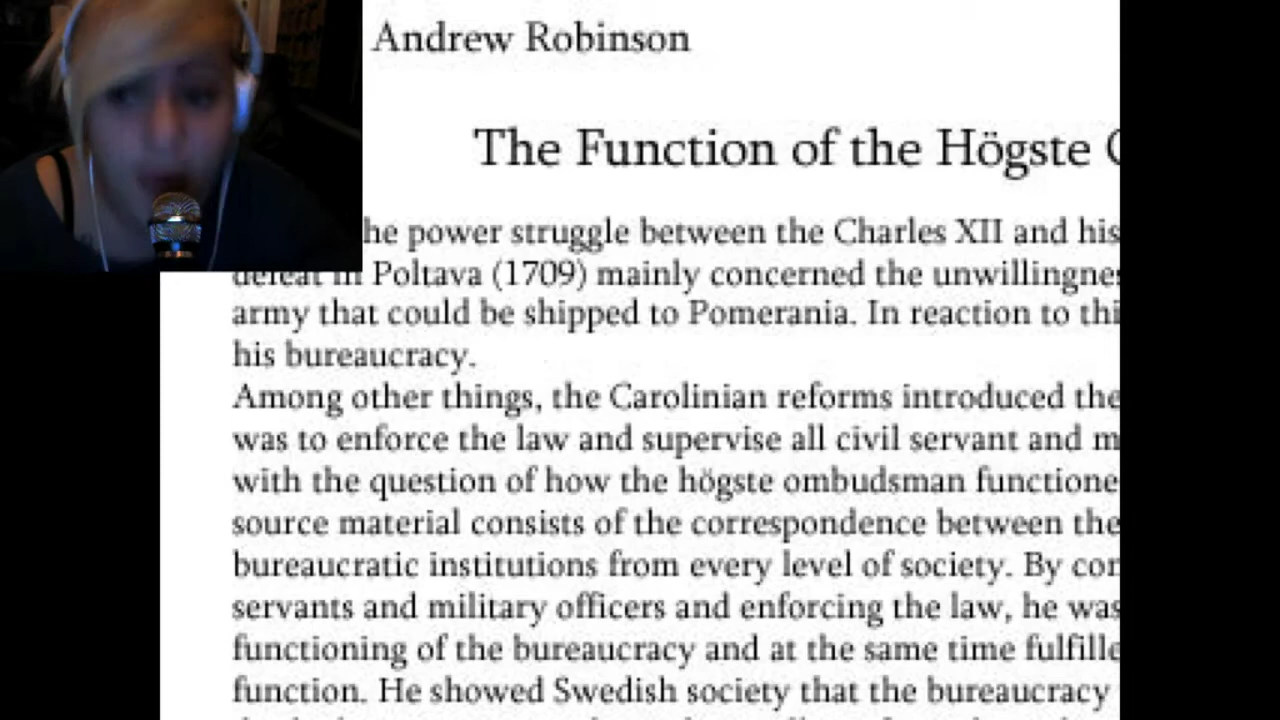 Andrew Robinson
The Function of the Högste
he power struggle between the Charles XII and his
defeat in Poltava (1709) mainly concerned the unwillingnes
army that could be shipped to Pomerania. In reaction to thi
his bureaucracy.
Among other things, the Carolinian reforms introduced the
was to enforce the law and supervise all civil servant and m
with the question of how the högste ombudsman functione
source material consists of the correspondence between the
bureaucratic institutions from every level of society. By con
servants and military officers and enforcing the law, he was
functioning of the bureaucracy and at the same time fulfille
function. He showed Swedish society that the bureaucracy